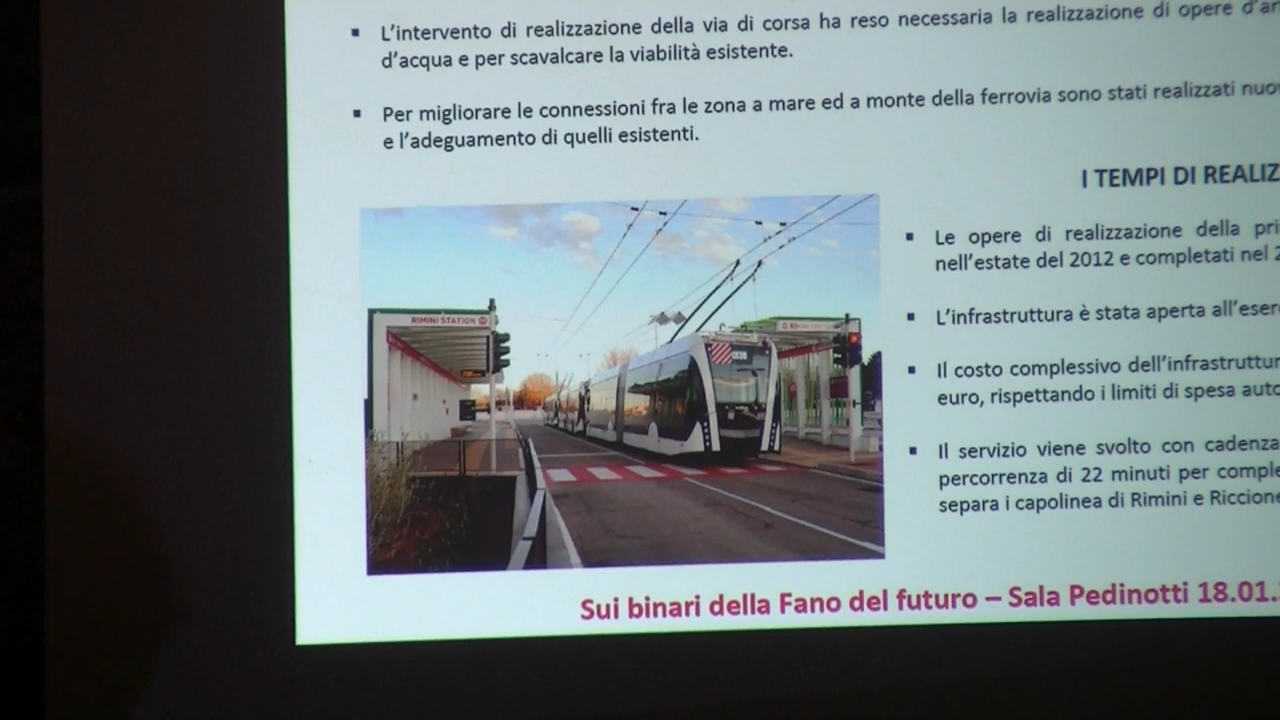 L'intervento di realizzazione della via di corsa ha reso necessaria la realizzazione di opere
d'acqua e per scavalcare la viabilità esistente.
Per migliorare le connessioni fra le zona a mare ed a monte della ferrovia sono stati realizzati
e l'adeguamento di quelli esistenti.
I TEMPI DI REALIZ
RIMINI STATION
Le opere di realizzazione della pri
nell'estate del 2012 e completati nel
L'infrastruttura è stata aperta all'eser
Il costo complessivo dell'infrastruttur
euro, rispettando i limiti di spesa auto
Il servizio viene svolto con cadenza
percorrenza di 22 minuti per comple
separa i capolinea di Rimini e Riccione
Sui binari della Fano del futuro – Sala Pedinotti 18.01.